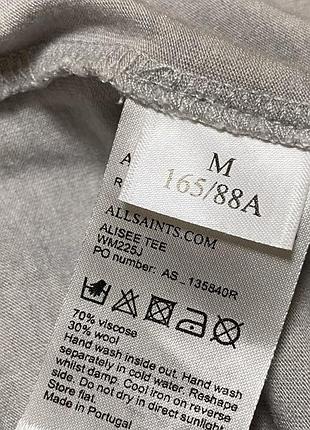 M
165/88A
A
R
ALLSAINTS.COM
ALISEE TEE
WM225J
PO number: AS_135840R
70% viscose
30% wool
Hand wash inside out. Hand wash
separately in cold water. Reshape
whilst damp. Cool iron on reverse
side. Do not dry in direct sunlight
Store flat.
Made in Portugal